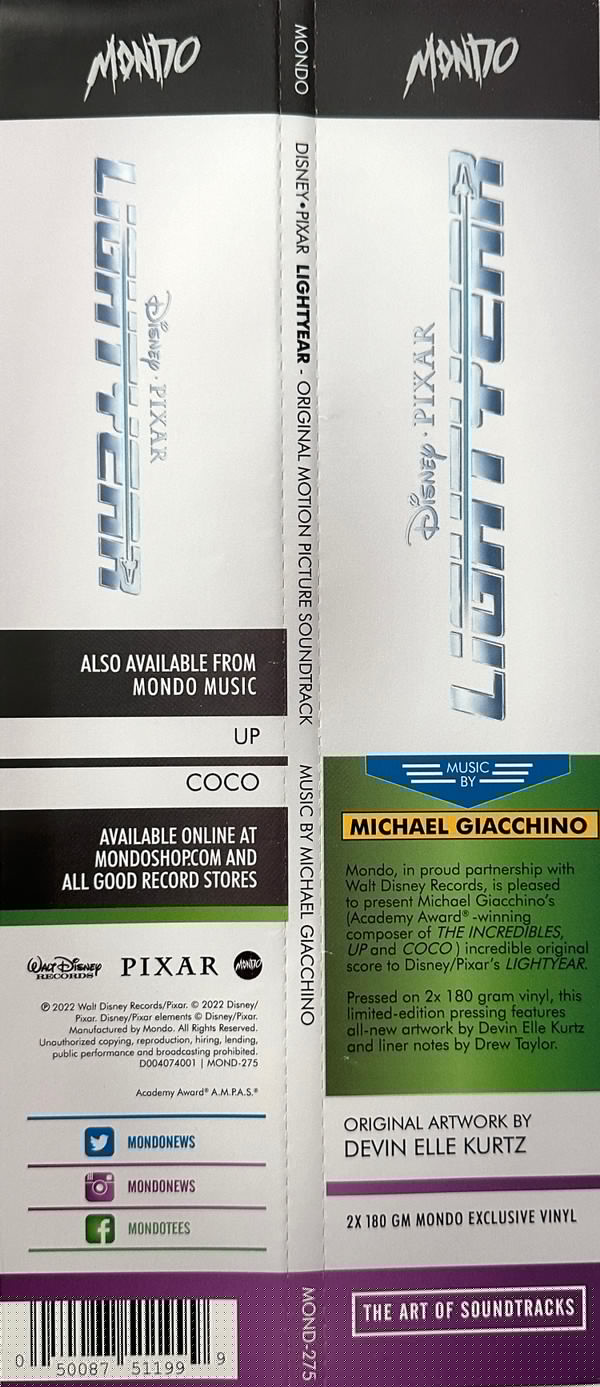 MONDO
LIGHTYEAR
DISNEY·PIXAR
ALSO AVAILABLE FROM
MONDO MUSIC
UP
COCO
AVAILABLE ONLINE AT
MONDOSHOP.COM AND
ALL GOOD RECORD STORES
WALT DISNEY
RECORDS
PIXAR
MONDO
℗ 2022 Walt Disney Records/Pixar. © 2022 Disney/
Pixar. Disney/Pixar elements © Disney/Pixar.
Manufactured by Mondo. All Rights Reserved.
Unauthorized copying, reproduction, hiring, lending,
public performance and broadcasting prohibited.
D004074001 | MOND-275
Academy Award® A.M.P.A.S.®
MONDONEWS
MONDONEWS
MONDOTEES
0 50087 51199 9
MONDO DISNEY•PIXAR LIGHTYEAR - ORIGINAL MOTION PICTURE SOUNDTRACK MUSIC BY MICHAEL GIACCHINO MOND-275
MONDO
DISNEY·PIXAR
LIGHTYEAR
MUSIC
BY
MICHAEL GIACCHINO
Mondo, in proud partnership with
Walt Disney Records, is pleased
to present Michael Giacchino's
(Academy Award® -winning
composer of THE INCREDIBLES,
UP and COCO) incredible original
score to Disney/Pixar's LIGHTYEAR.
Pressed on 2x 180 gram vinyl, this
limited-edition pressing features
all-new artwork by Devin Elle Kurtz
and liner notes by Drew Taylor.
ORIGINAL ARTWORK BY
DEVIN ELLE KURTZ
2X 180 GM MONDO EXCLUSIVE VINYL
THE ART OF SOUNDTRACKS